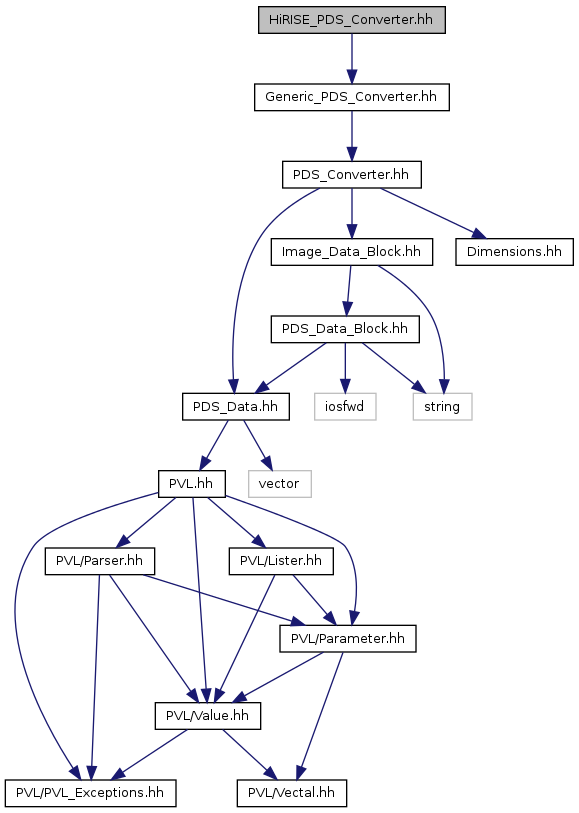 HiRISE_PDS_Converter.hh
Generic_PDS_Converter.hh
PDS_Converter.hh
Image_Data_Block.hh
Dimensions.hh
PDS_Data_Block.hh
PDS_Data.hh
iosfwd
string
PVL.hh
vector
PVL/Parser.hh
PVL/Lister.hh
PVL/Parameter.hh
PVL/Value.hh
PVL/PVL_Exceptions.hh
PVL/Vectal.hh